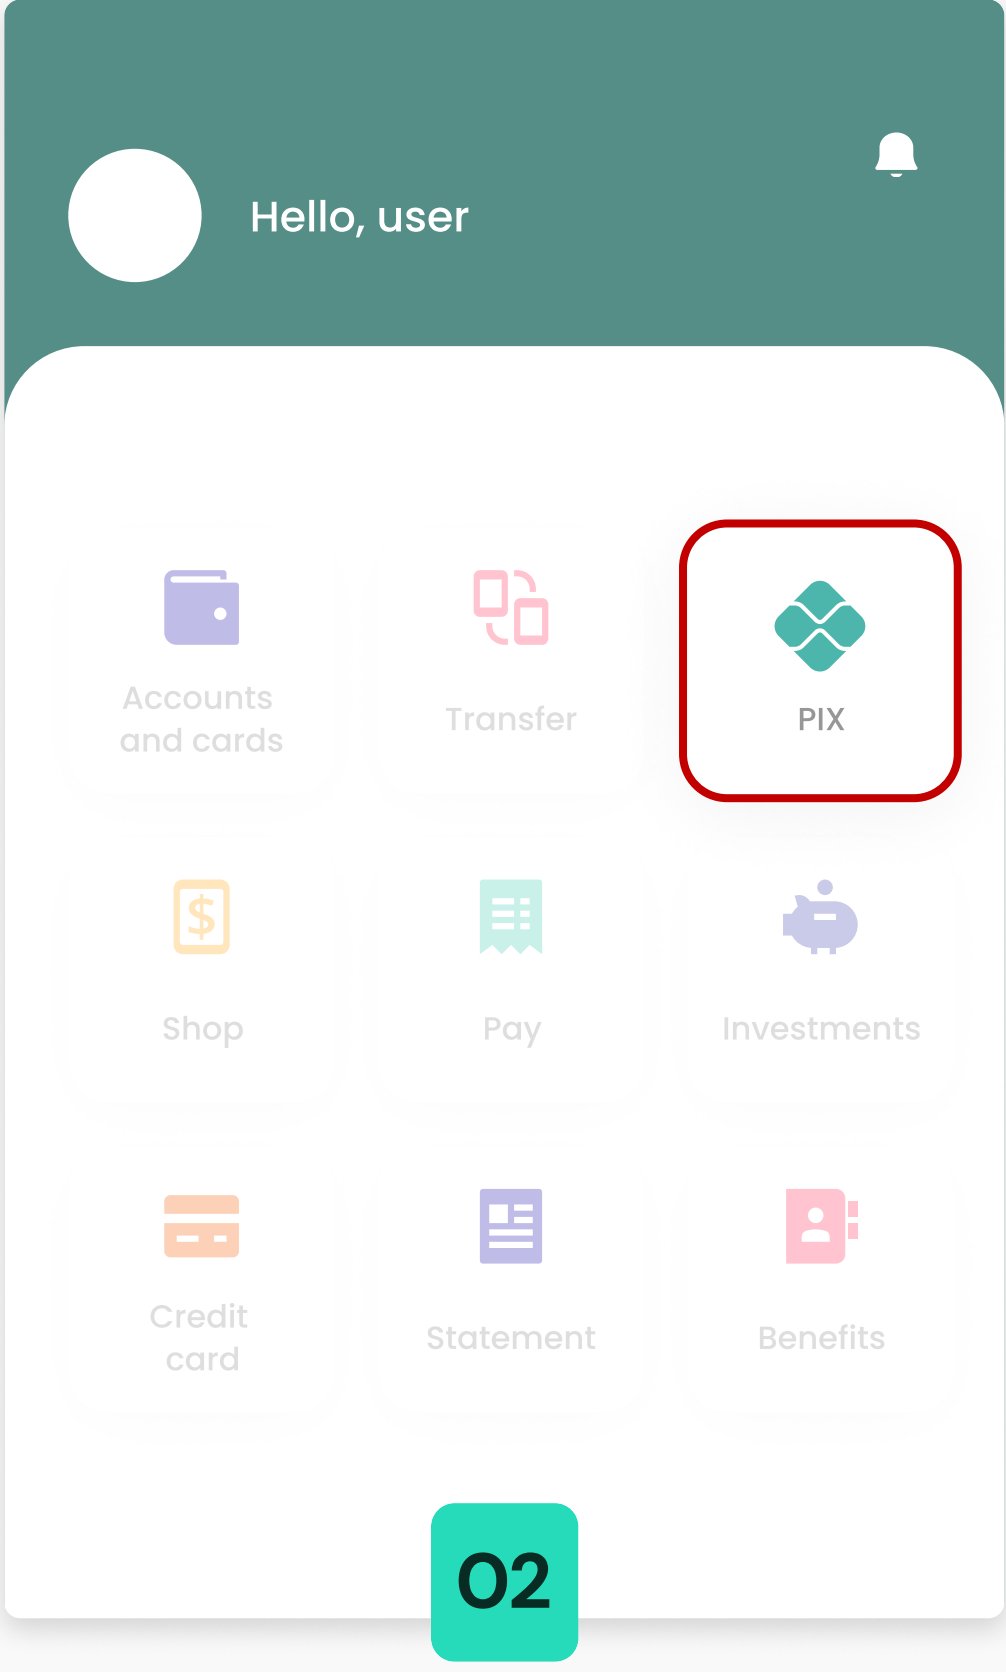 Hello, user
Accounts
and cards
Transfer
PIX
Shop
Pay
Investments
Credit
card
Statement
Benefits
02